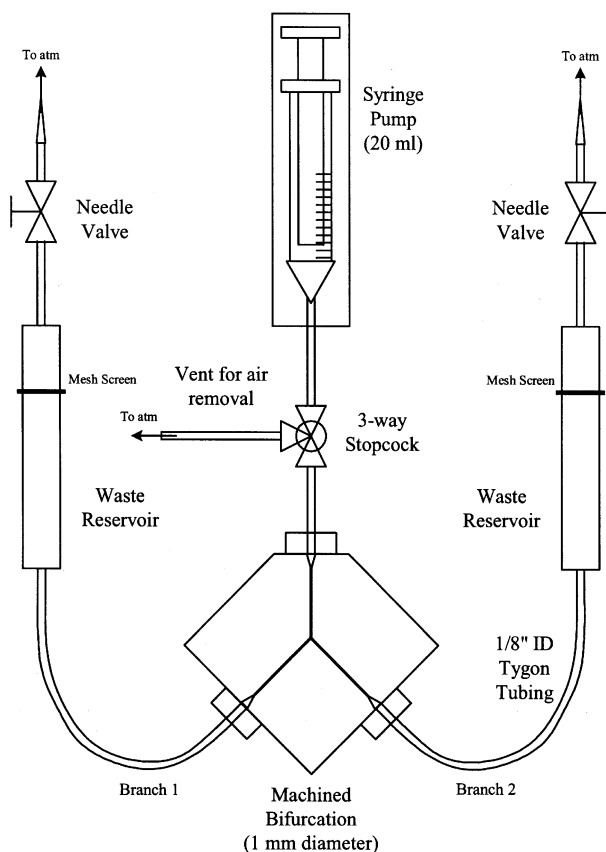 To atm
To atm
Syringe
Pump
(20 ml)
Needle
Valve
Needle
Valve
Mesh Screen
Vent for air
removal
Mesh Screen
To atm
3-way
Stopcock
Waste
Reservoir
Waste
Reservoir
1/8" ID
Tygon
Tubing
Branch 1
Machined
Bifurcation
(1 mm diameter)
Branch 2